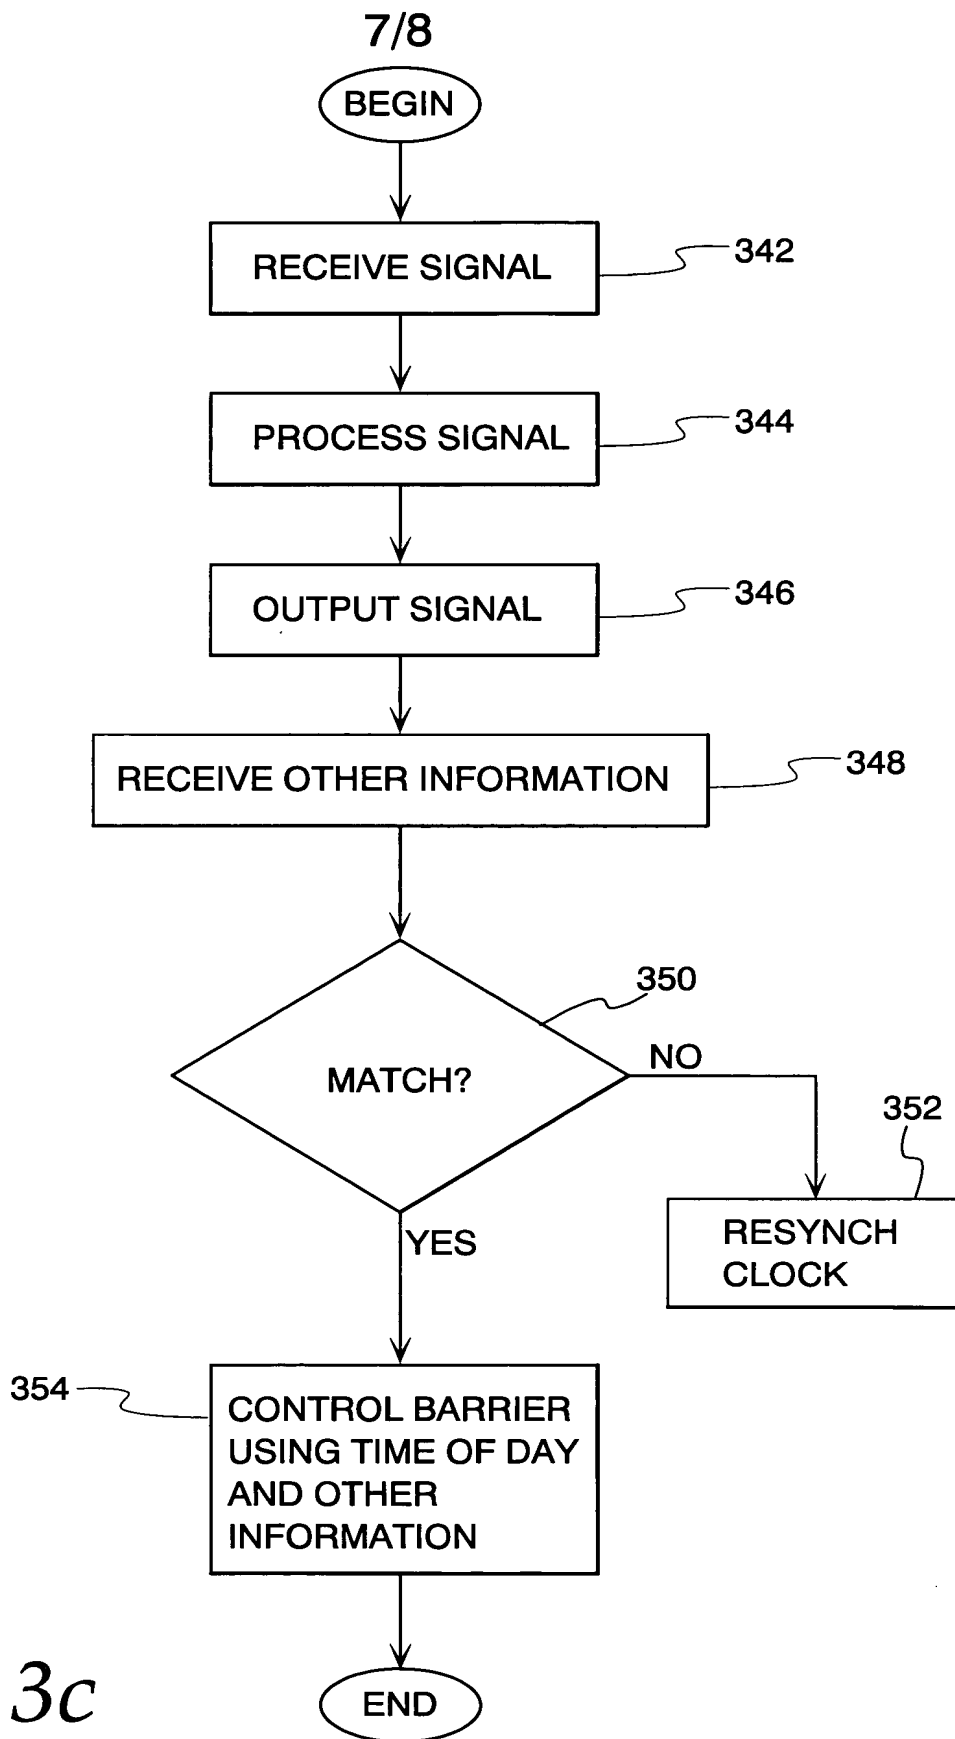 7/8
BEGIN
RECEIVE SIGNAL
342
PROCESS SIGNAL
344
OUTPUT SIGNAL
346
RECEIVE OTHER INFORMATION
348
350
MATCH?
NO
352
RESYNCH
CLOCK
YES
354
CONTROL BARRIER
USING TIME OF DAY
AND OTHER
INFORMATION
3c
END